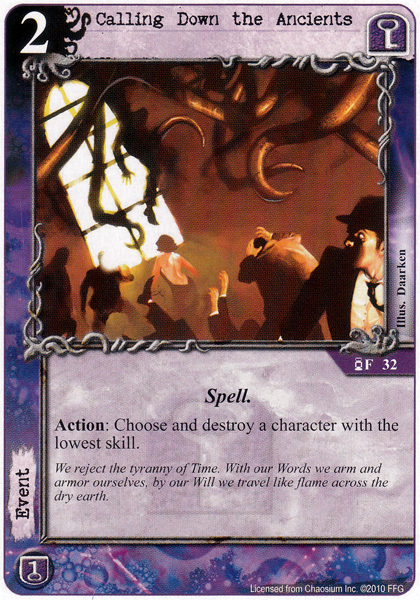 2
Calling Down the Ancients
Illus. Daarken
F 32
Spell.
Action: Choose and destroy a character with the
lowest skill.
We reject the tyranny of Time. With our Words we arm and
armor ourselves, by our Will we travel like flame across the
dry earth.
Event
Licensed from Chaosium Inc. ©2010 FFG